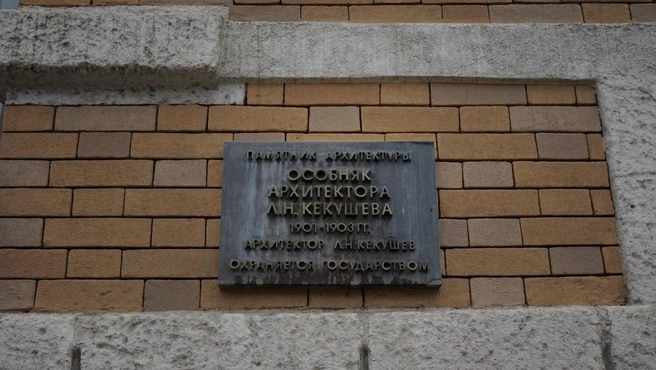 ПАМЯТНИК АРХИТЕКТУРЫ
ОСОБНЯК
АРХИТЕКТОРА
Л.Н. КЕКУШЕВА
1901-1903 ГГ.
АРХИТЕКТОР Л.Н. КЕКУШЕВ
ОХРАНЯЕТСЯ ГОСУДАРСТВОМ